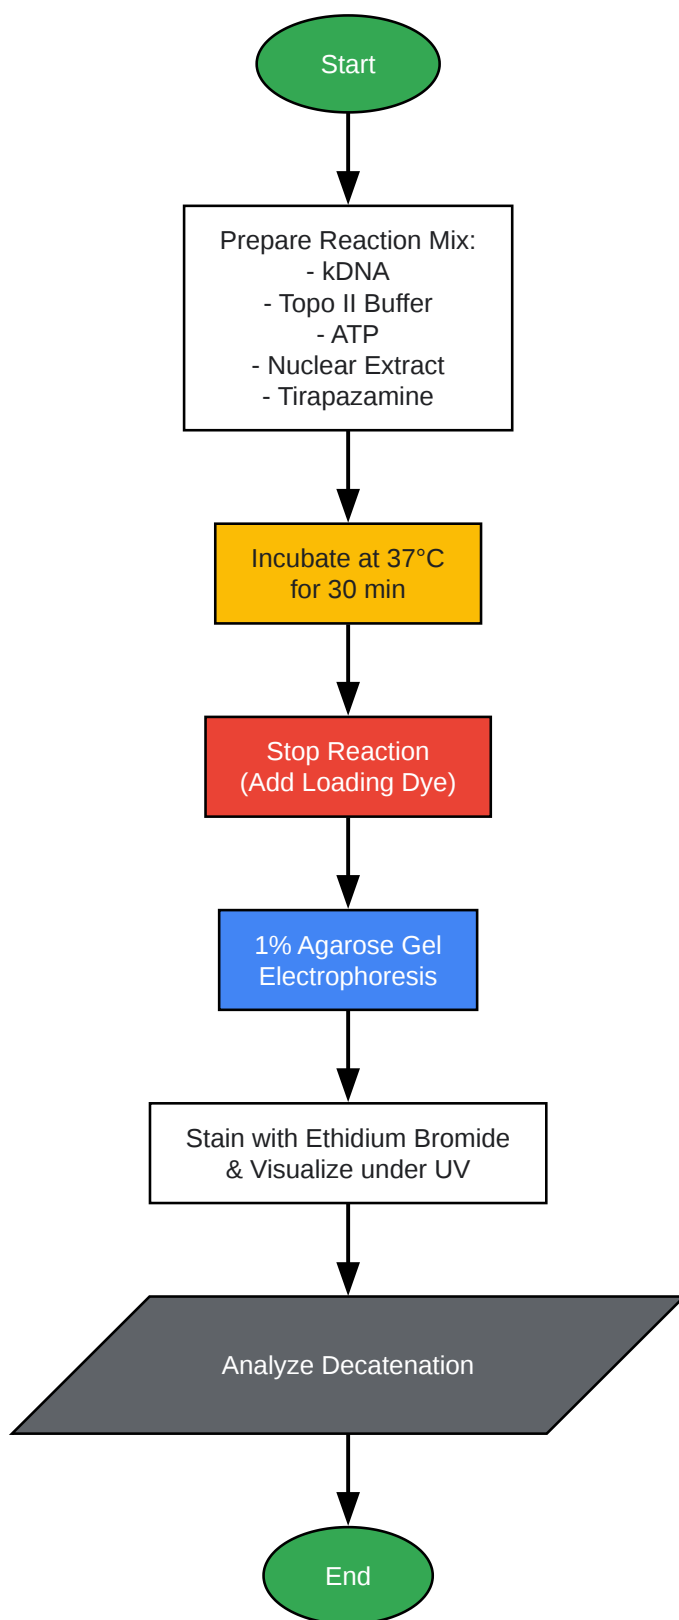 Start
Prepare Reaction Mix:
- kDNA
- Topo II Buffer
- ATP
- Nuclear Extract
- Tirapazamine
Incubate at 37°C
for 30 min
Stop Reaction
(Add Loading Dye)
1% Agarose Gel
Electrophoresis
Stain with Ethidium Bromide
& Visualize under UV
Analyze Decatenation
End